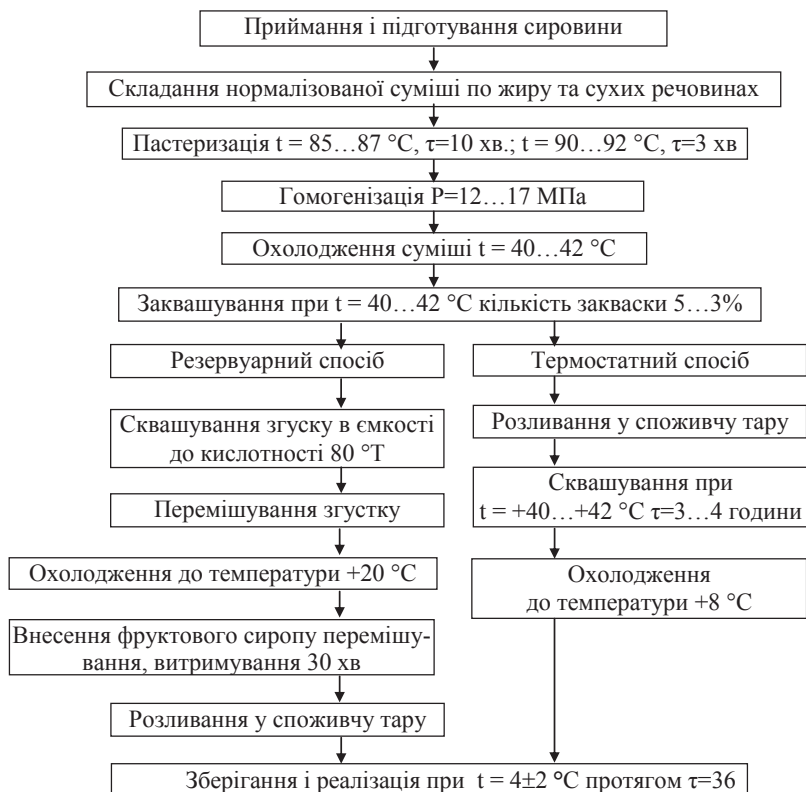 Приймання і підготування сировини
Складання нормалізованої суміші по жиру та сухих речовинах
Пастеризація t = 85…87 °С, τ=10 хв.; t = 90…92 °С, τ=3 хв
Гомогенізація Р=12…17 МПа
Охолодження суміші t = 40…42 °С
Заквашування при t = 40…42 °С кількість закваски 5…3%
Резервуарний спосіб
Сквашування згуску в ємкості
до кислотності 80 °Т
Перемішування згустку
Охолодження до температури +20 °С
Внесення фруктового сиропу перемішу-
вання, витримування 30 хв
Розливання у споживчу тару
Термостатний спосіб
Розливання у споживчу тару
Сквашування при
t = +40…+42 °С τ=3…4 години
Охолодження
до температури +8 °С
Зберігання і реалізація при t = 4±2 °С протягом τ=36